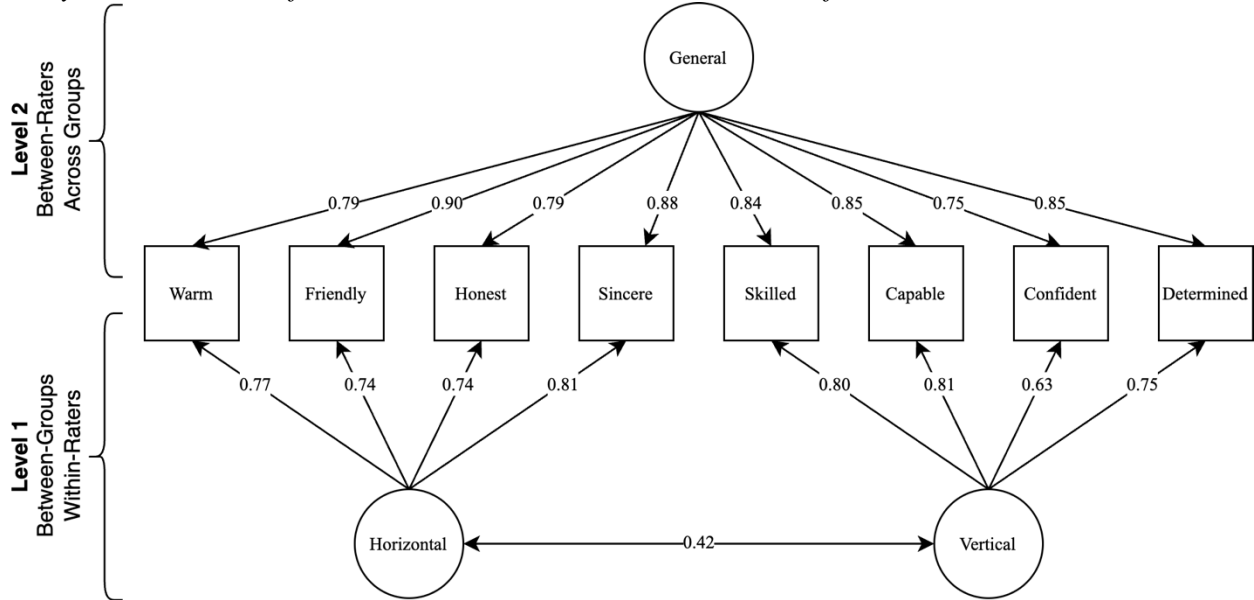 General
Level 2
Between-Raters
Across Groups
0.79
0.90
0.79
0.88
0.84
0.85
0.75
0.85
Warm
Friendly
Honest
Sincere
Skilled
Capable
Confident
Determined
Level 1
Between-Groups
Within-Raters
0.77
0.74
0.74
0.81
0.80
0.81
0.63
0.75
Horizontal
0.42
Vertical